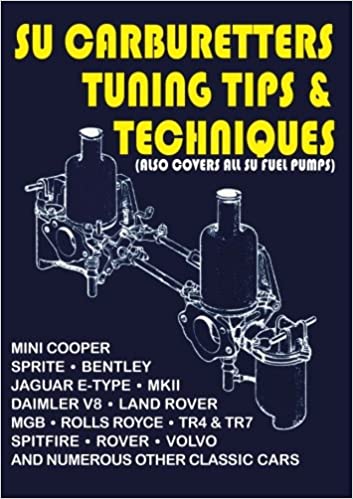 SU CARBURETTERS
TUNING TIPS &
TECHNIQUES
(ALSO COVERS ALL SU FUEL PUMPS)
MINI COOPER
SPRITE • BENTLEY
JAGUAR E-TYPE • MKII
DAIMLER V8 • LAND ROVER
MGB • ROLLS ROYCE • TR4 & TR7
SPITFIRE • ROVER • VOLVO
AND NUMEROUS OTHER CLASSIC CARS